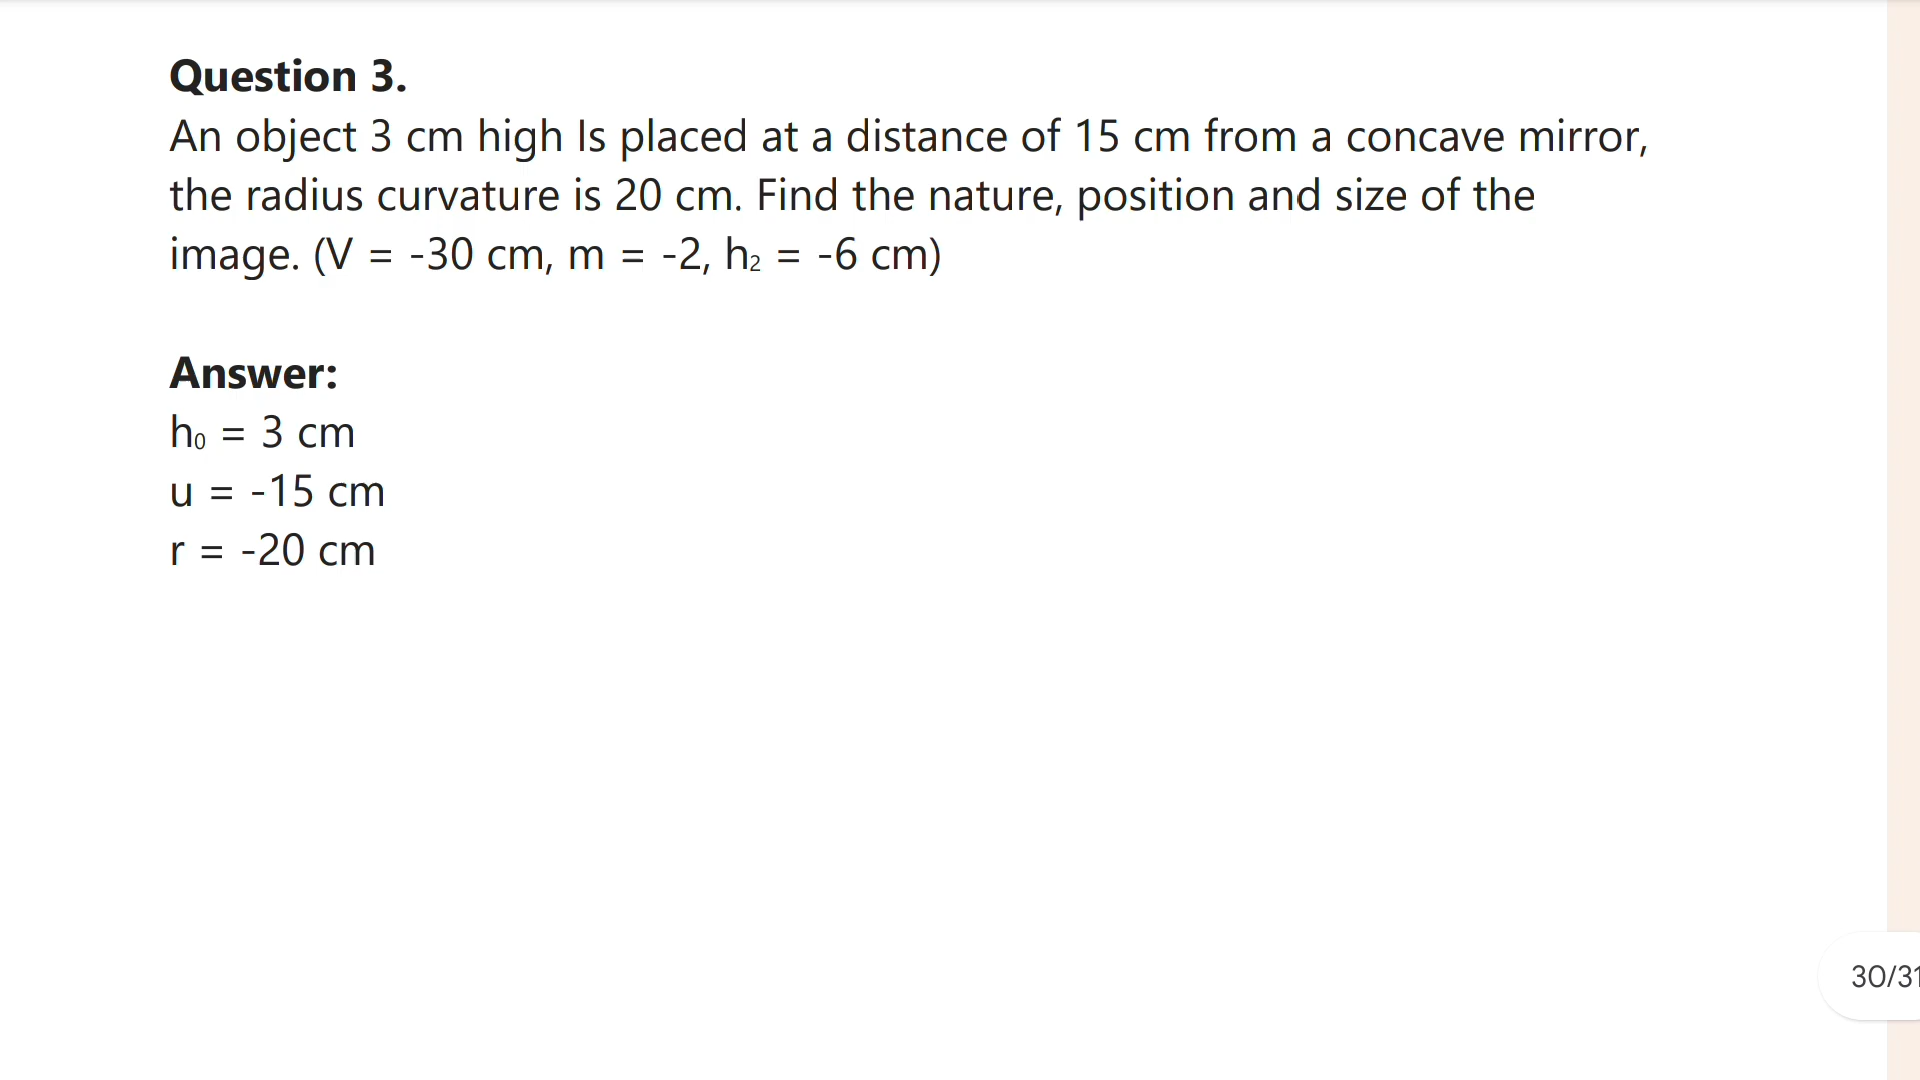 Question 3.
An object 3 cm high Is placed at a distance of 15 cm from a concave mirror,
the radius curvature is 20 cm. Find the nature, position and size of the
image. (V = -30 cm, m = -2, h₂ = -6 cm)
Answer:
h₀ = 3 cm
u = -15 cm
r = -20 cm
30/31